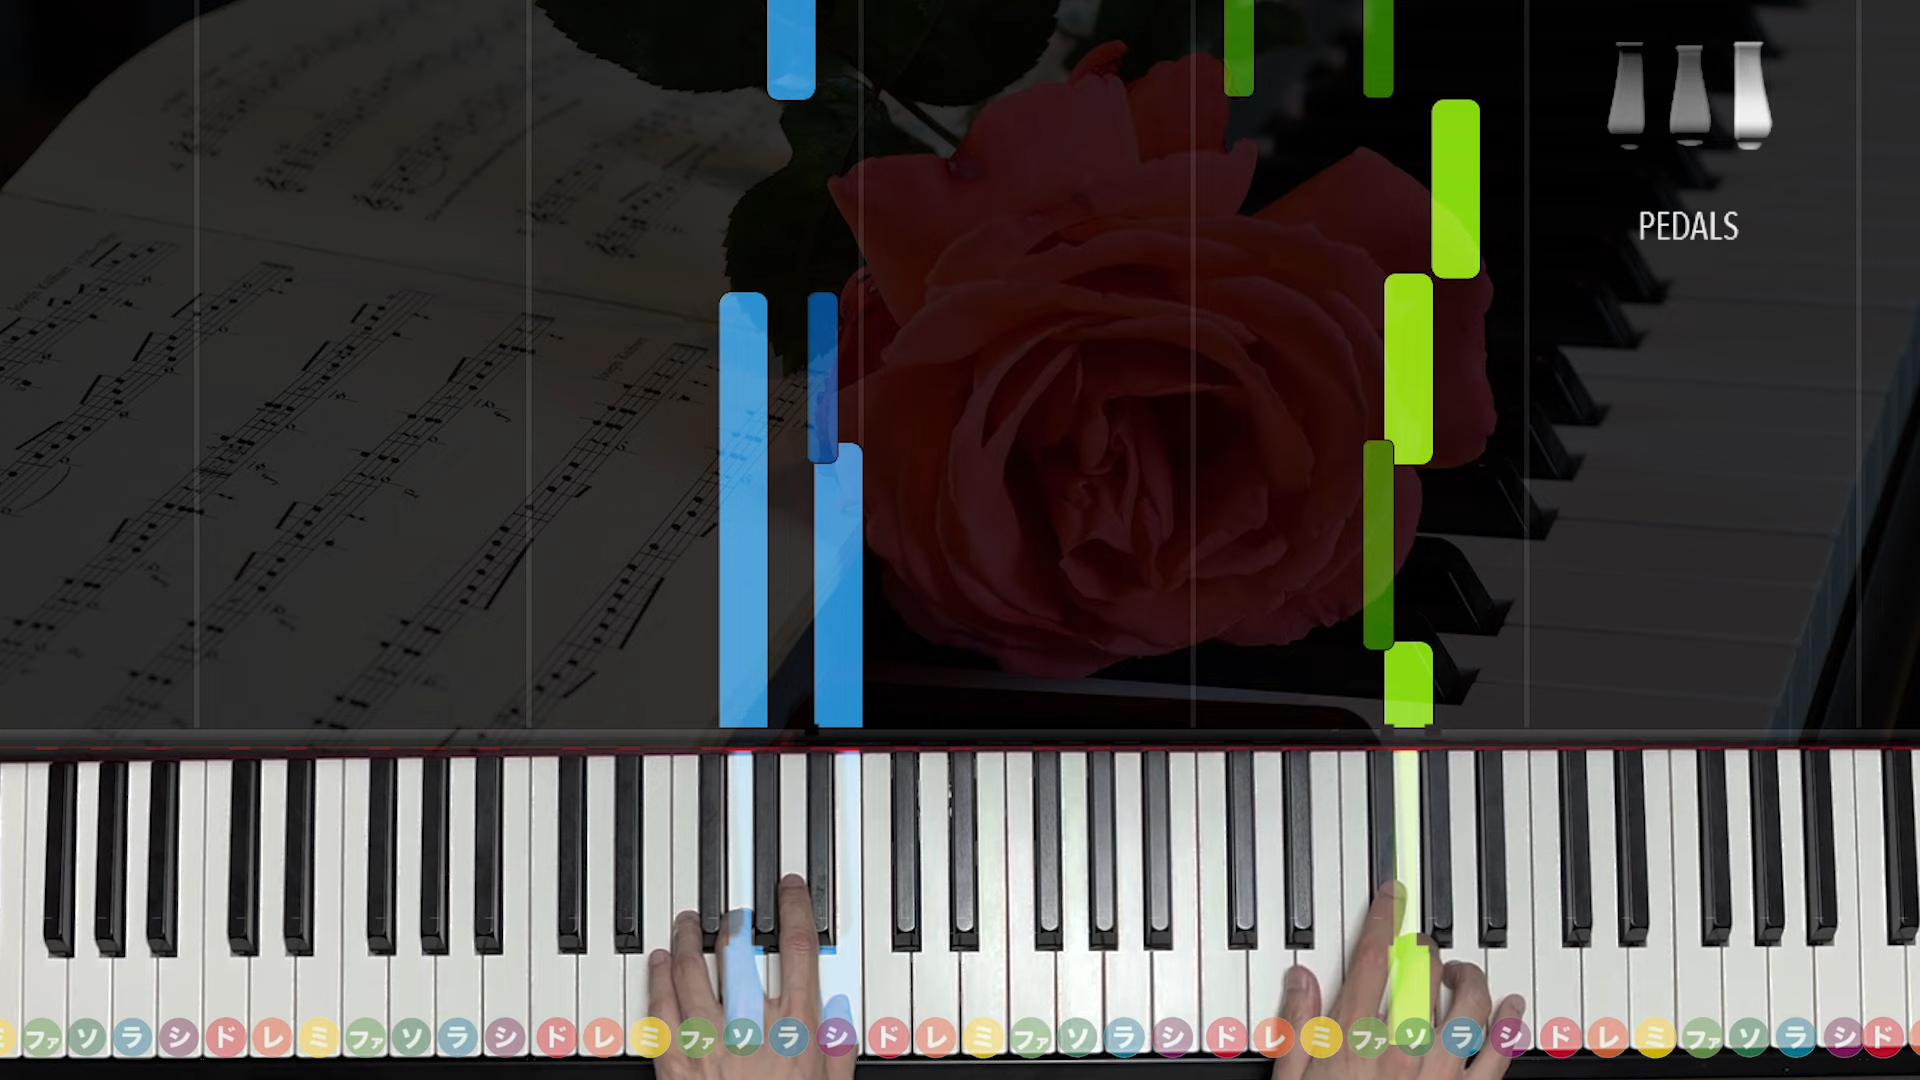 PEDALS
ミ ファ ソ ラ シ ド レ ミ ファ ソ ラ シ ド レ ミ ファ ソ ラ シ ド レ ミ ファ ソ ラ シ ド レ ミ ファ ソ ラ シ ド レ ミ ファ ソ ラ シ ド